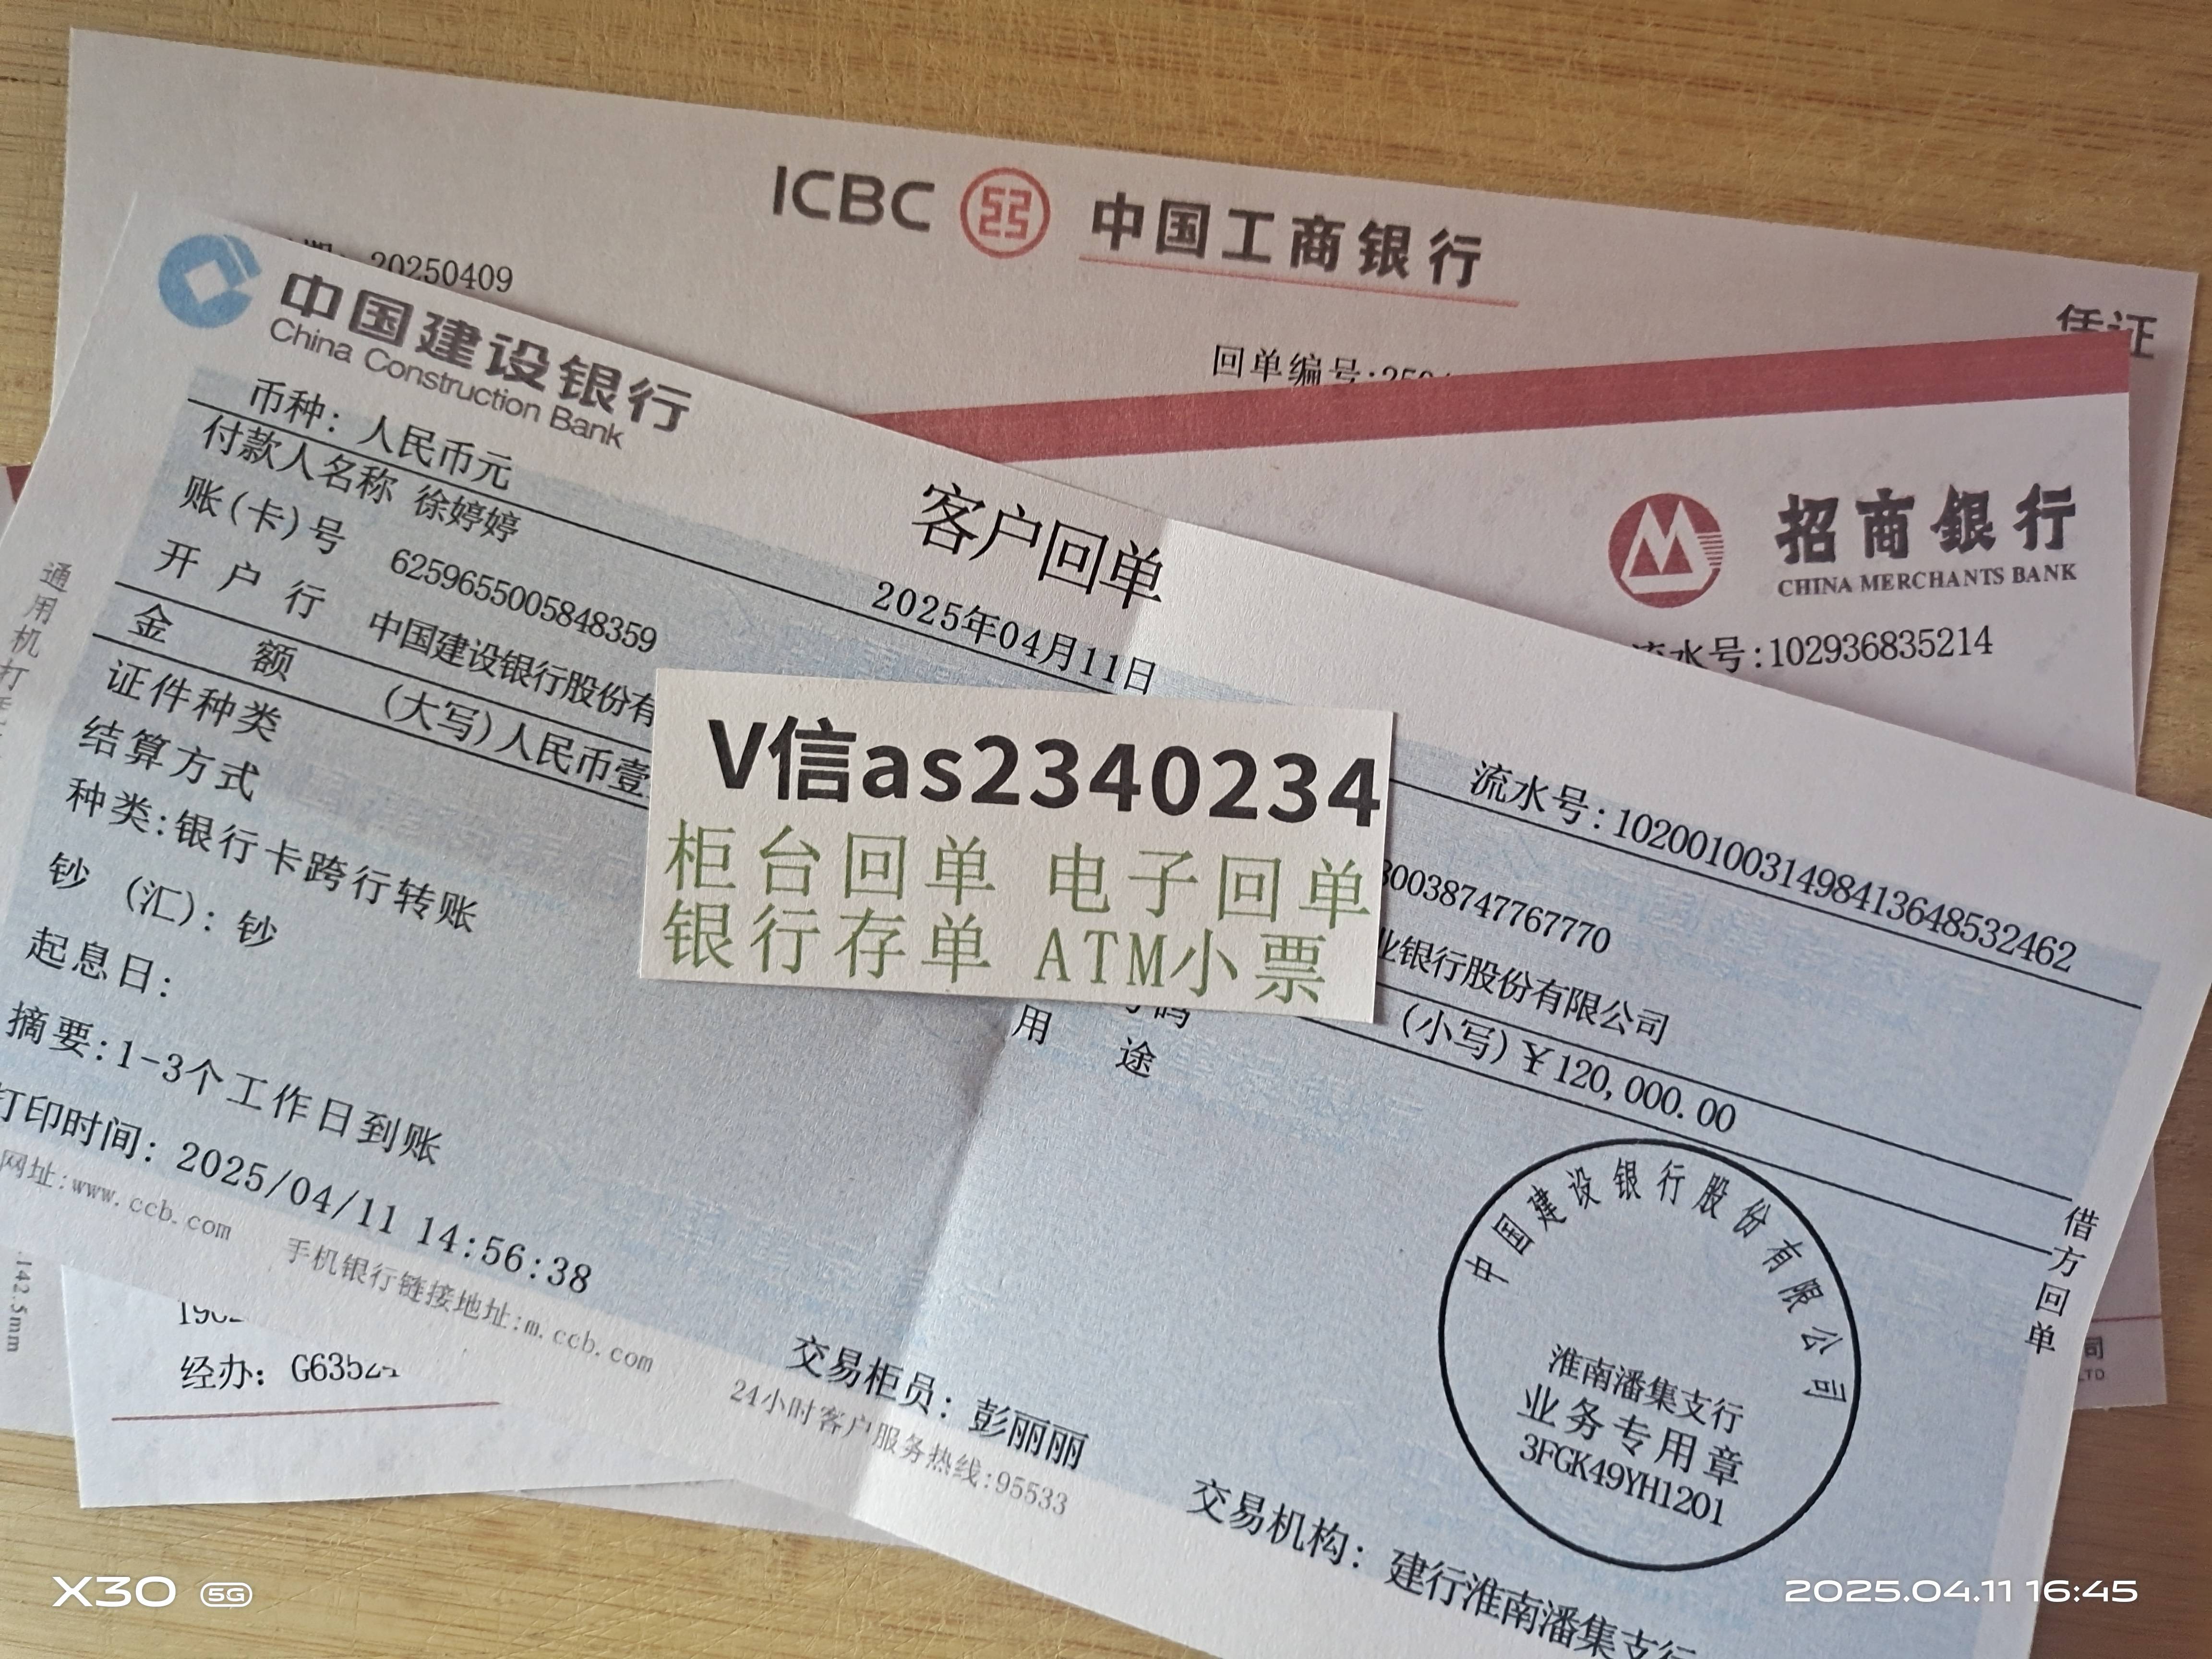 ICBC 中国工商银行
20250409
凭证
回单编号:250
中国建设银行
China Construction Bank
招商銀行
CHINA MERCHANTS BANK
流水号:102936835214
币种：人民币元
客户回单
2025年04月11日
付款人名称 徐婷婷
账(卡)号 6259655005848359
开户行 中国建设银行股份有
金额 (大写)人民币壹
证件种类
结算方式
种类:银行卡跨行转账
钞 (汇)：钞
起息日：
摘要:1-3个工作日到账
打印时间：2025/04/11 14:56:38
网址:www.ccb.com 手机银行链接地址:m.ccb.com
24小时客户服务热线:95533
V信as2340234
柜台回单 电子回单
银行存单 ATM小票
流水号:1020010031498413648532462
30038747767770
业银行股份有限公司
(小写)￥120,000.00
用途
借方回单
中国建设银行股份有限公司
淮南潘集支行
业务专用章
3FGK49YH1201
交易柜员：彭丽丽
交易机构：建行淮南潘集支行
通用机打
142.5mm
经办：G6352
司
LTD
X30 5G
2025.04.11 16:45